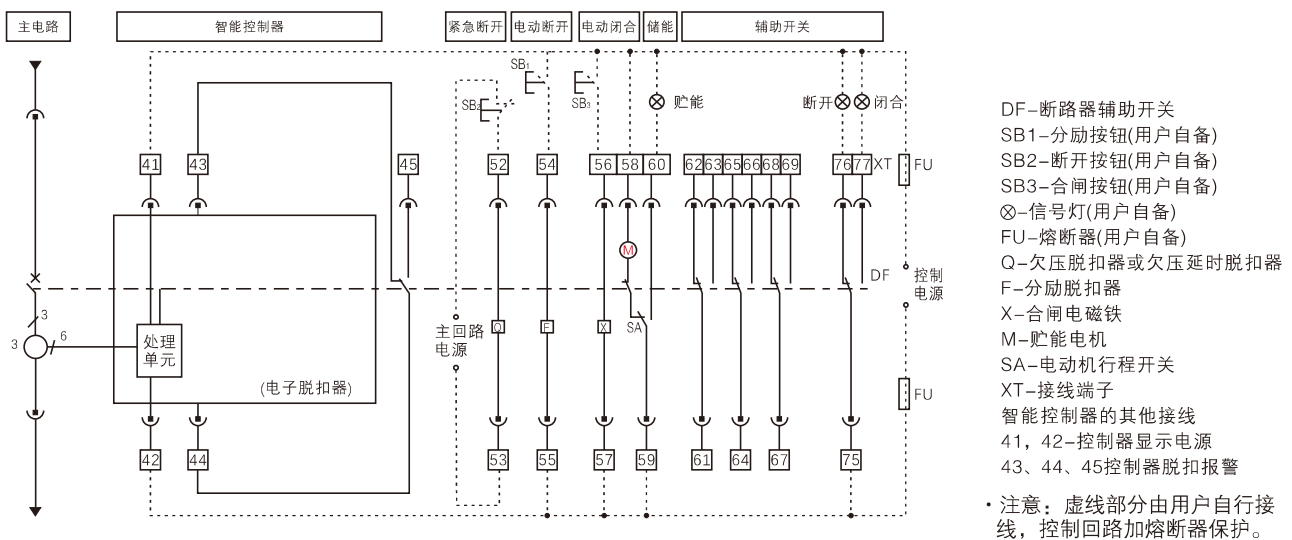 主电路 智能控制器 紧急断开 电动断开 电动闭合 储能 辅助开关
SB1
SB2 SB3 贮能 断开 闭合
41 43 45 52 54 56 58 60 62 63 65 66 68 69 76 77 XT FU
M
DF 控制
电源
3
6
3
处理
单元
主回路
电源
Q F X SA
(电子脱扣器)
FU
42 44 53 55 57 59 61 64 67 75
DF-断路器辅助开关
SB1-分励按钮(用户自备)
SB2-断开按钮(用户自备)
SB3-合闸按钮(用户自备)
⊗-信号灯(用户自备)
FU-熔断器(用户自备)
Q-欠压脱扣器或欠压延时脱扣器
F-分励脱扣器
X-合闸电磁铁
M-贮能电机
SA-电动机行程开关
XT-接线端子
智能控制器的其他接线
41，42-控制器显示电源
43、44、45控制器脱扣报警
·注意：虚线部分由用户自行接
线，控制回路加熔断器保护。